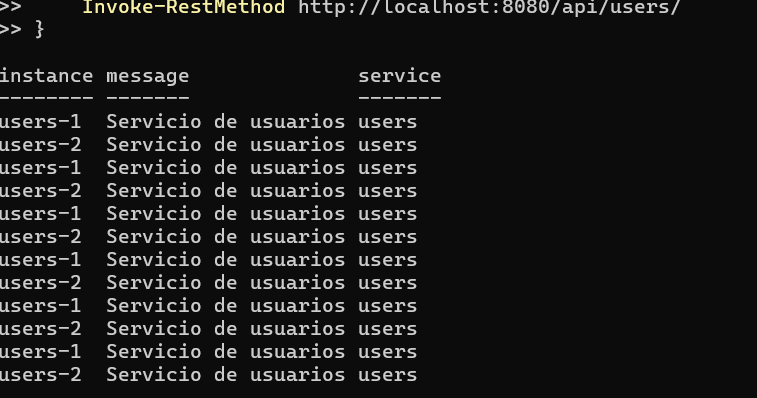 >>     Invoke-RestMethod http://localhost:8080/api/users/
>> }
instance message              service
-------- -------              -------
users-1  Servicio de usuarios users
users-2  Servicio de usuarios users
users-1  Servicio de usuarios users
users-2  Servicio de usuarios users
users-1  Servicio de usuarios users
users-2  Servicio de usuarios users
users-1  Servicio de usuarios users
users-2  Servicio de usuarios users
users-1  Servicio de usuarios users
users-2  Servicio de usuarios users
users-1  Servicio de usuarios users
users-2  Servicio de usuarios users